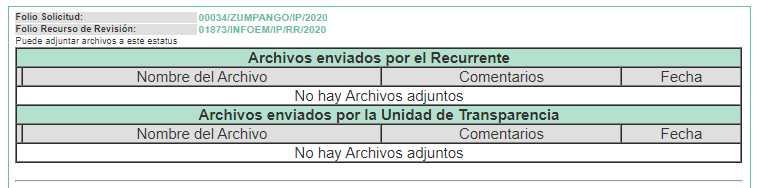 Folio Solicitud: 00034/ZUMPANGO/IP/2020
Folio Recurso de Revisión: 01873/INFOEM/IP/RR/2020
Puede adjuntar archivos a este estatus
Archivos enviados por el Recurrente
Nombre del Archivo Comentarios Fecha
No hay Archivos adjuntos
Archivos enviados por la Unidad de Transparencia
Nombre del Archivo Comentarios Fecha
No hay Archivos adjuntos